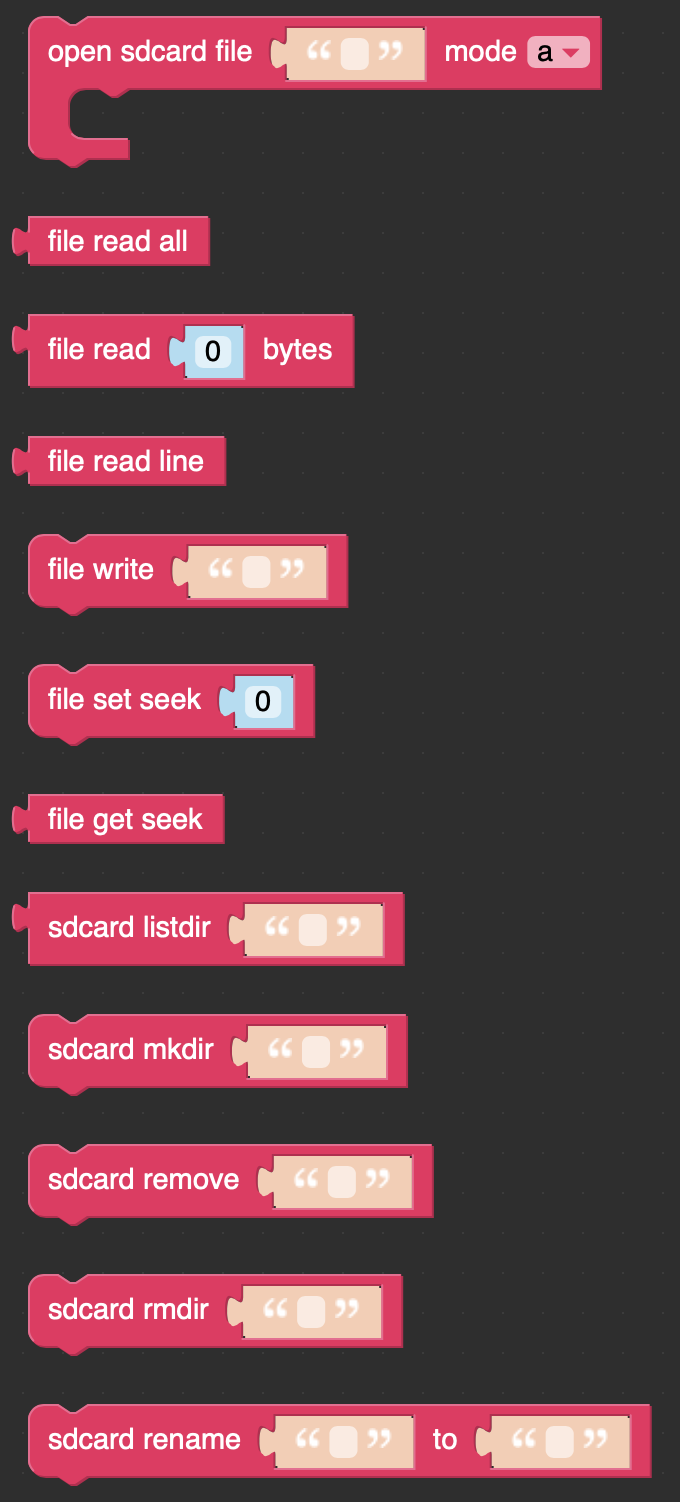 open sdcard file “ ” mode a
file read all
file read 0 bytes
file read line
file write “ ”
file set seek 0
file get seek
sdcard listdir “ ”
sdcard mkdir “ ”
sdcard remove “ ”
sdcard rmdir “ ”
sdcard rename “ ” to “ ”